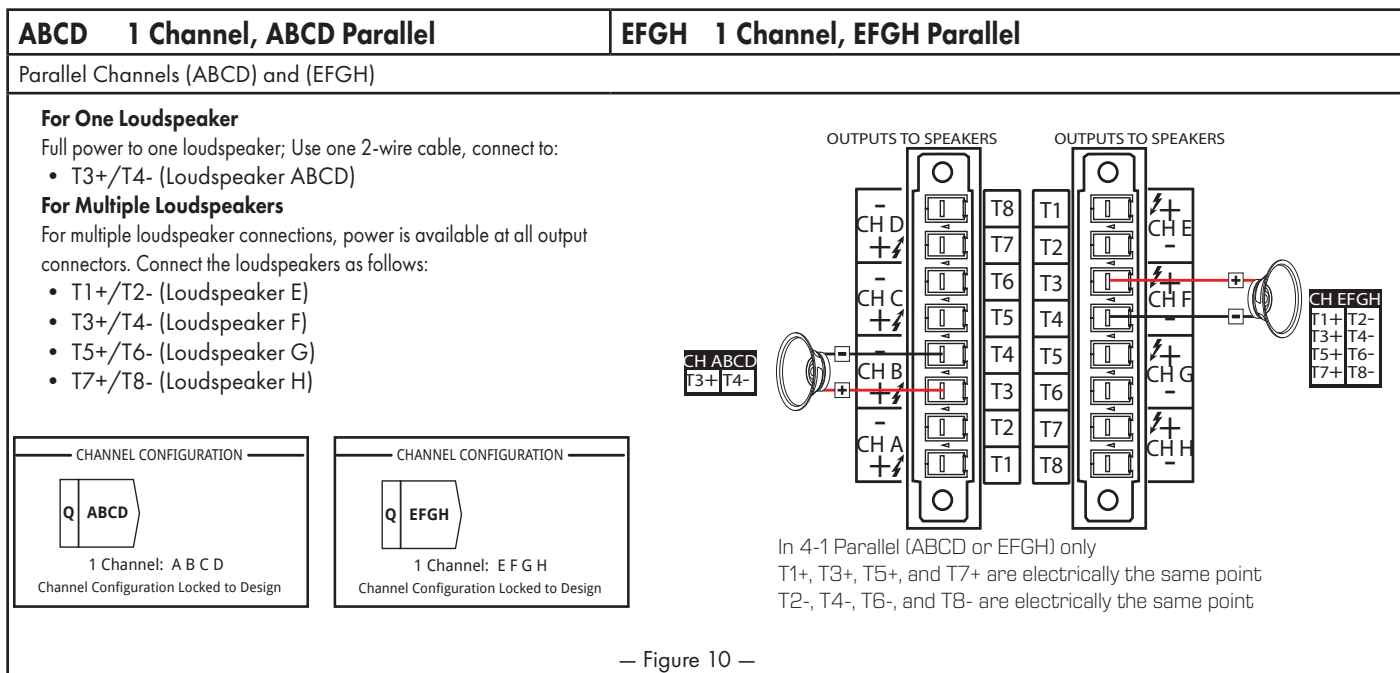 ABCD 1 Channel, ABCD Parallel
EFGH 1 Channel, EFGH Parallel
Parallel Channels (ABCD) and (EFGH)
For One Loudspeaker
Full power to one loudspeaker; Use one 2-wire cable, connect to:
• T3+/T4- (Loudspeaker ABCD)
For Multiple Loudspeakers
For multiple loudspeaker connections, power is available at all output
connectors. Connect the loudspeakers as follows:
• T1+/T2- (Loudspeaker E)
• T3+/T4- (Loudspeaker F)
• T5+/T6- (Loudspeaker G)
• T7+/T8- (Loudspeaker H)
CHANNEL CONFIGURATION
Q ABCD
1 Channel: A B C D
Channel Configuration Locked to Design
CHANNEL CONFIGURATION
Q EFGH
1 Channel: E F G H
Channel Configuration Locked to Design
OUTPUTS TO SPEAKERS
-
CH D
+
-
CH C
+
-
CH B
+
-
CH A
+
T8
T7
T6
T5
T4
T3
T2
T1
-
+
CH ABCD
T3+ T4-
OUTPUTS TO SPEAKERS
T1
T2
T3
T4
T5
T6
T7
T8
+
CH E
-
+
CH F
-
+
CH G
-
+
CH H
-
+
-
CH EFGH
T1+ T2-
T3+ T4-
T5+ T6-
T7+ T8-
In 4-1 Parallel (ABCD or EFGH) only
T1+, T3+, T5+, and T7+ are electrically the same point
T2-, T4-, T6-, and T8- are electrically the same point
— Figure 10 —